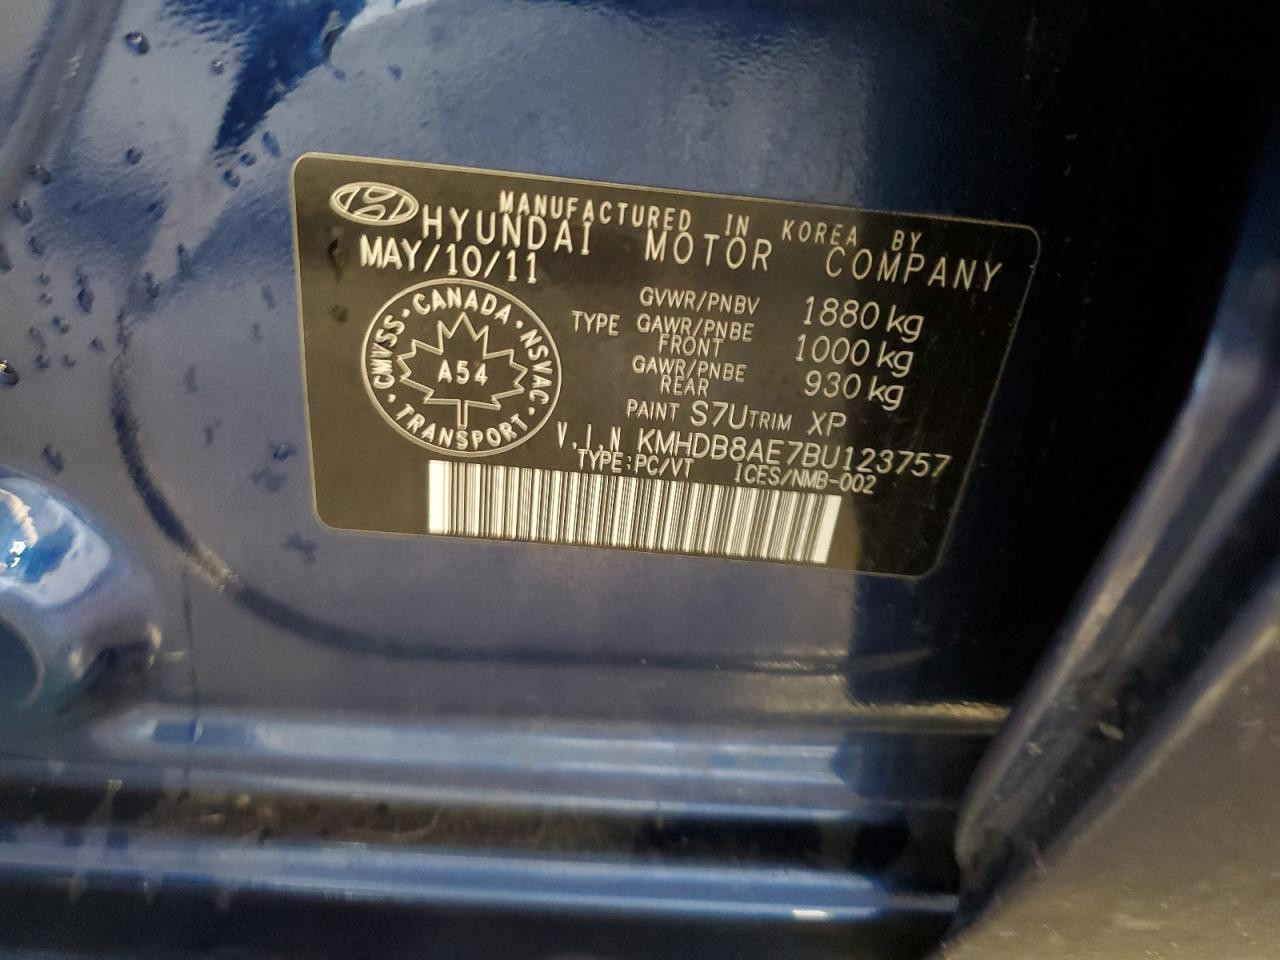 MANUFACTURED IN KOREA BY
HYUNDAI MOTOR COMPANY
MAY/10/11
CMVSS · CANADA · NSVAC · TRANSPORT ·
A54
TYPE
GVWR/PNBV 1880 kg
GAWR/PNBE FRONT 1000 kg
GAWR/PNBE REAR 930 kg
PAINT S7U TRIM XP
V.I.N KMHDB8AE7BU123757
TYPE:PC/VT ICES/NMB-002